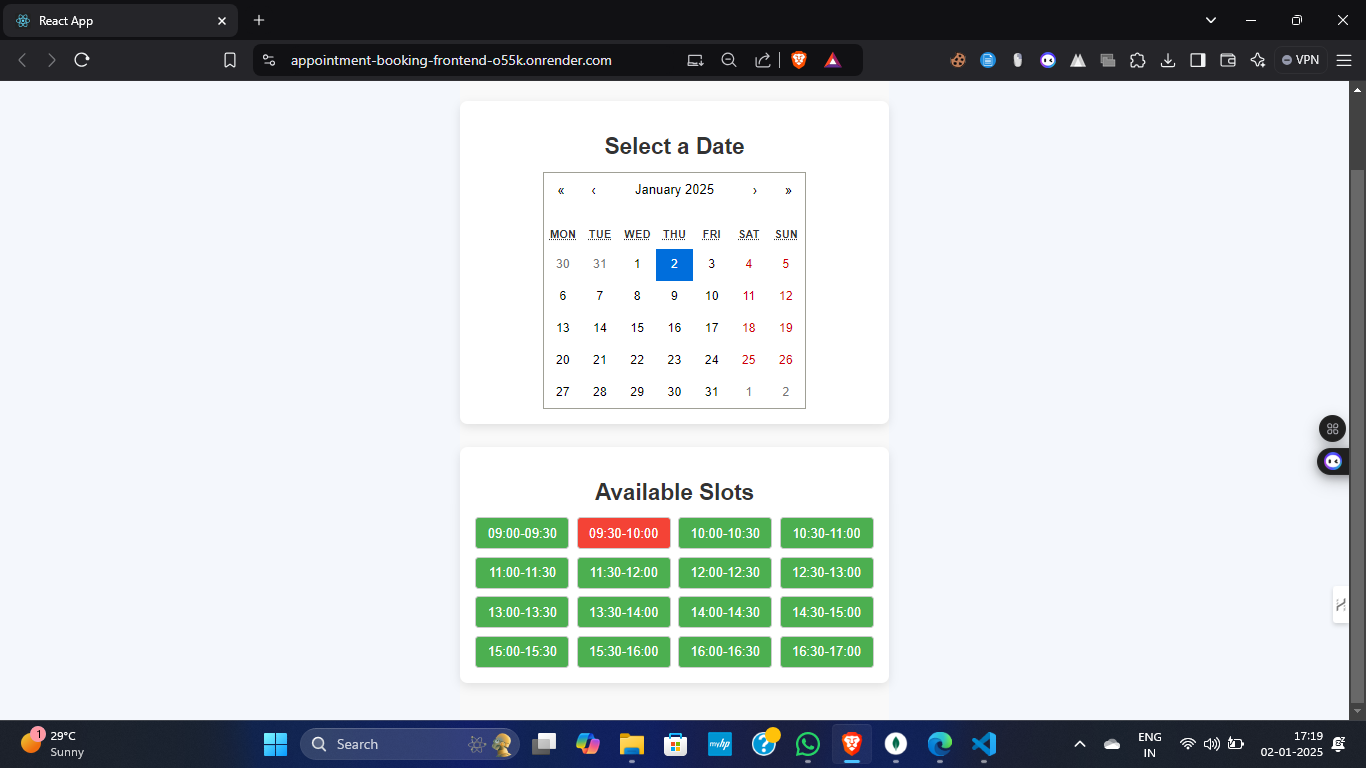 React App
appointment-booking-frontend-o55k.onrender.com
VPN
Select a Date
« ‹ January 2025 › »
MON TUE WED THU FRI SAT SUN
30 31 1 2 3 4 5
6 7 8 9 10 11 12
13 14 15 16 17 18 19
20 21 22 23 24 25 26
27 28 29 30 31 1 2
Available Slots
09:00-09:30 09:30-10:00 10:00-10:30 10:30-11:00
11:00-11:30 11:30-12:00 12:00-12:30 12:30-13:00
13:00-13:30 13:30-14:00 14:00-14:30 14:30-15:00
15:00-15:30 15:30-16:00 16:00-16:30 16:30-17:00
1
29°C
Sunny
Search
myhp
ENG
IN
17:19
02-01-2025